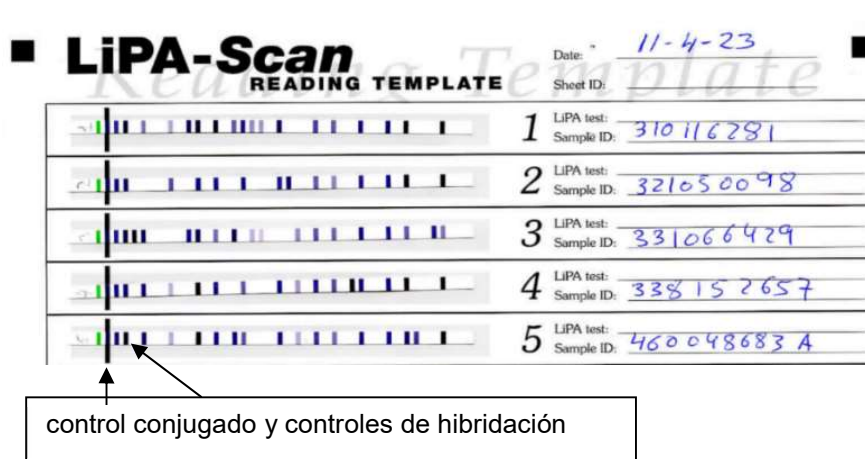 LiPA-Scan
READING TEMPLATE
Reading Template
Date: 11-4-23
Sheet ID:
1 LiPA test:
Sample ID: 310116281
2 LiPA test:
Sample ID: 321050098
3 LiPA test:
Sample ID: 331066429
4 LiPA test:
Sample ID: 338152657
5 LiPA test:
Sample ID: 460048683 A
control conjugado y controles de hibridación